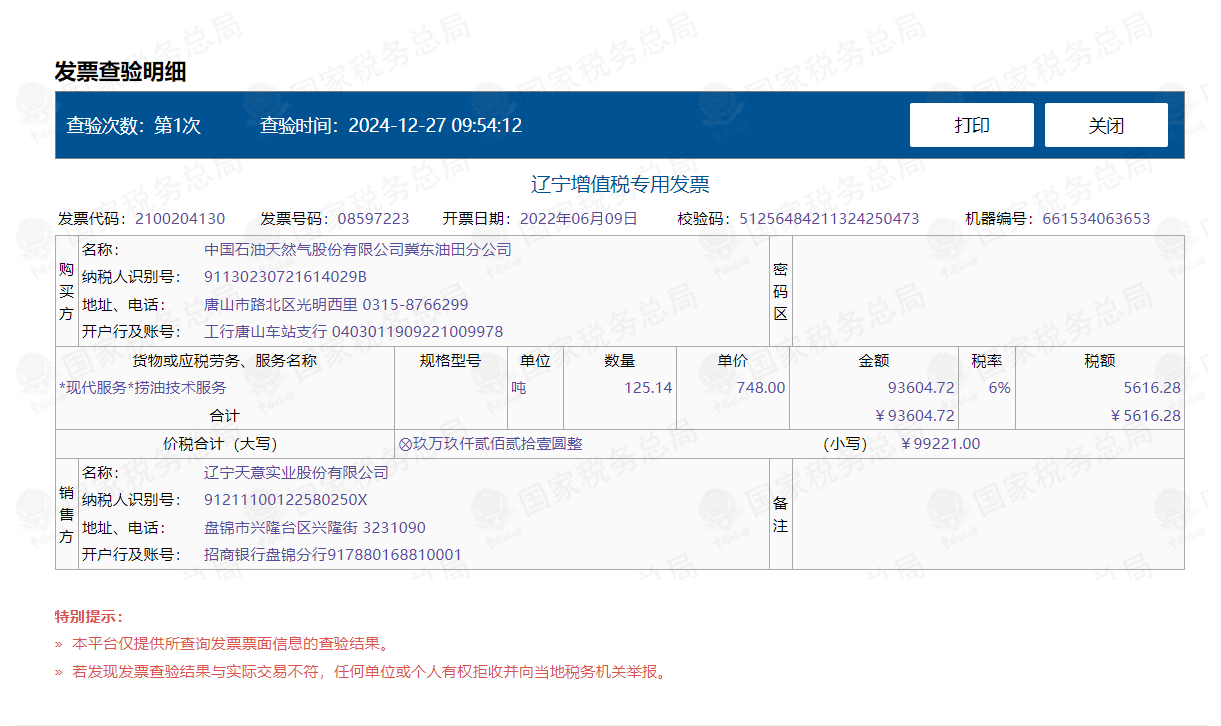 发票查验明细
查验次数：第1次 查验时间：2024-12-27 09:54:12 打印 关闭
辽宁增值税专用发票
发票代码：2100204130 发票号码：08597223 开票日期：2022年06月09日 校验码：51256484211324250473 机器编号：661534063653
购买方
名称： 中国石油天然气股份有限公司冀东油田分公司
纳税人识别号： 91130230721614029B
地址、电话： 唐山市路北区光明西里 0315-8766299
开户行及账号： 工行唐山车站支行 0403011909221009978
密码区
货物或应税劳务、服务名称 规格型号 单位 数量 单价 金额 税率 税额
*现代服务*捞油技术服务 吨 125.14 748.00 93604.72 6% 5616.28
合计 ￥93604.72 ￥5616.28
价税合计（大写） ⊗玖万玖仟贰佰贰拾壹圆整 （小写） ￥99221.00
销售方
名称： 辽宁天意实业股份有限公司
纳税人识别号： 91211100122580250X
地址、电话： 盘锦市兴隆台区兴隆街 3231090
开户行及账号： 招商银行盘锦分行917880168810001
备注
特别提示：
» 本平台仅提供所查询发票票面信息的查验结果。
» 若发现发票查验结果与实际交易不符，任何单位或个人有权拒收并向当地税务机关举报。
国家税务总局